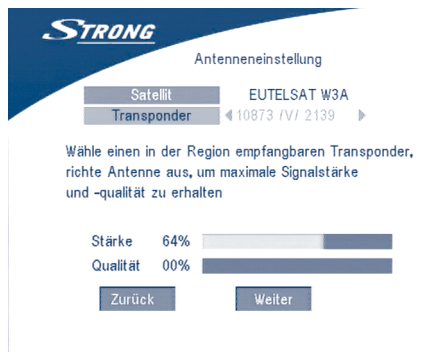 STRONG
Antenneneinstellung
Satellit EUTELSAT W3A
Transponder 10873 /V/ 2139
Wähle einen in der Region empfangbaren Transponder,
richte Antenne aus, um maximale Signalstärke
und -qualität zu erhalten
Stärke 64%
Qualität 00%
Zurück Weiter